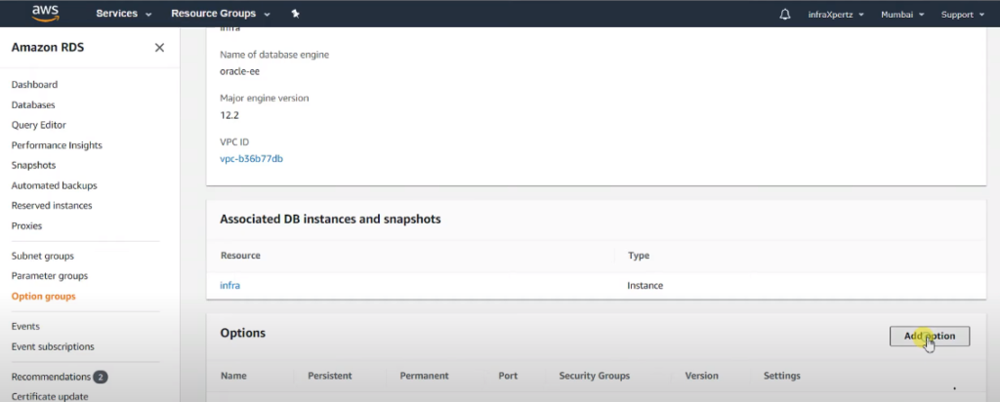 aws Services Resource Groups infraXpertz Mumbai Support
Amazon RDS
Dashboard
Databases
Query Editor
Performance Insights
Snapshots
Automated backups
Reserved instances
Proxies
Subnet groups
Parameter groups
Option groups
Events
Event subscriptions
Recommendations 2
Certificate update
infra
Name of database engine
oracle-ee
Major engine version
12.2
VPC ID
vpc-b36b77db
Associated DB instances and snapshots
Resource Type
infra Instance
Options Add option
Name Persistent Permanent Port Security Groups Version Settings